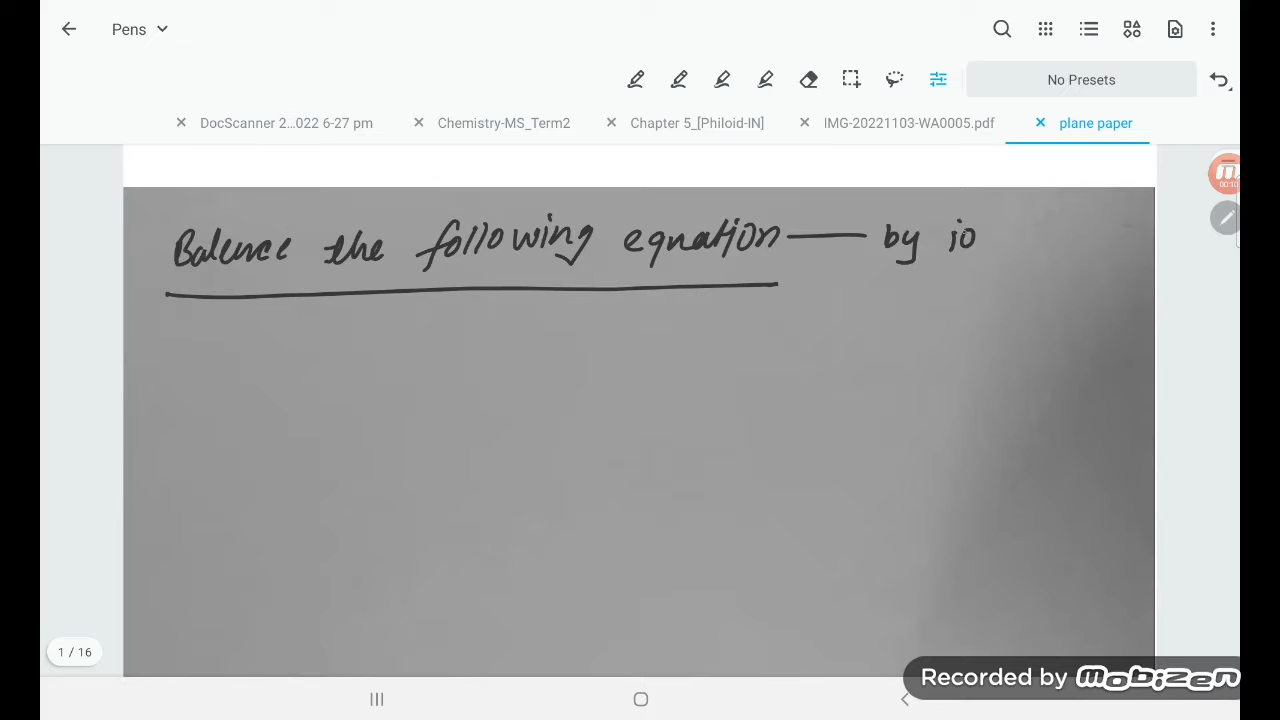 Pens
No Presets
DocScanner 2...022 6-27 pm
Chemistry-MS_Term2
Chapter 5_[Philoid-IN]
IMG-20221103-WA0005.pdf
plane paper
Balence the following equation — by io
1 / 16
Recorded by mobizen